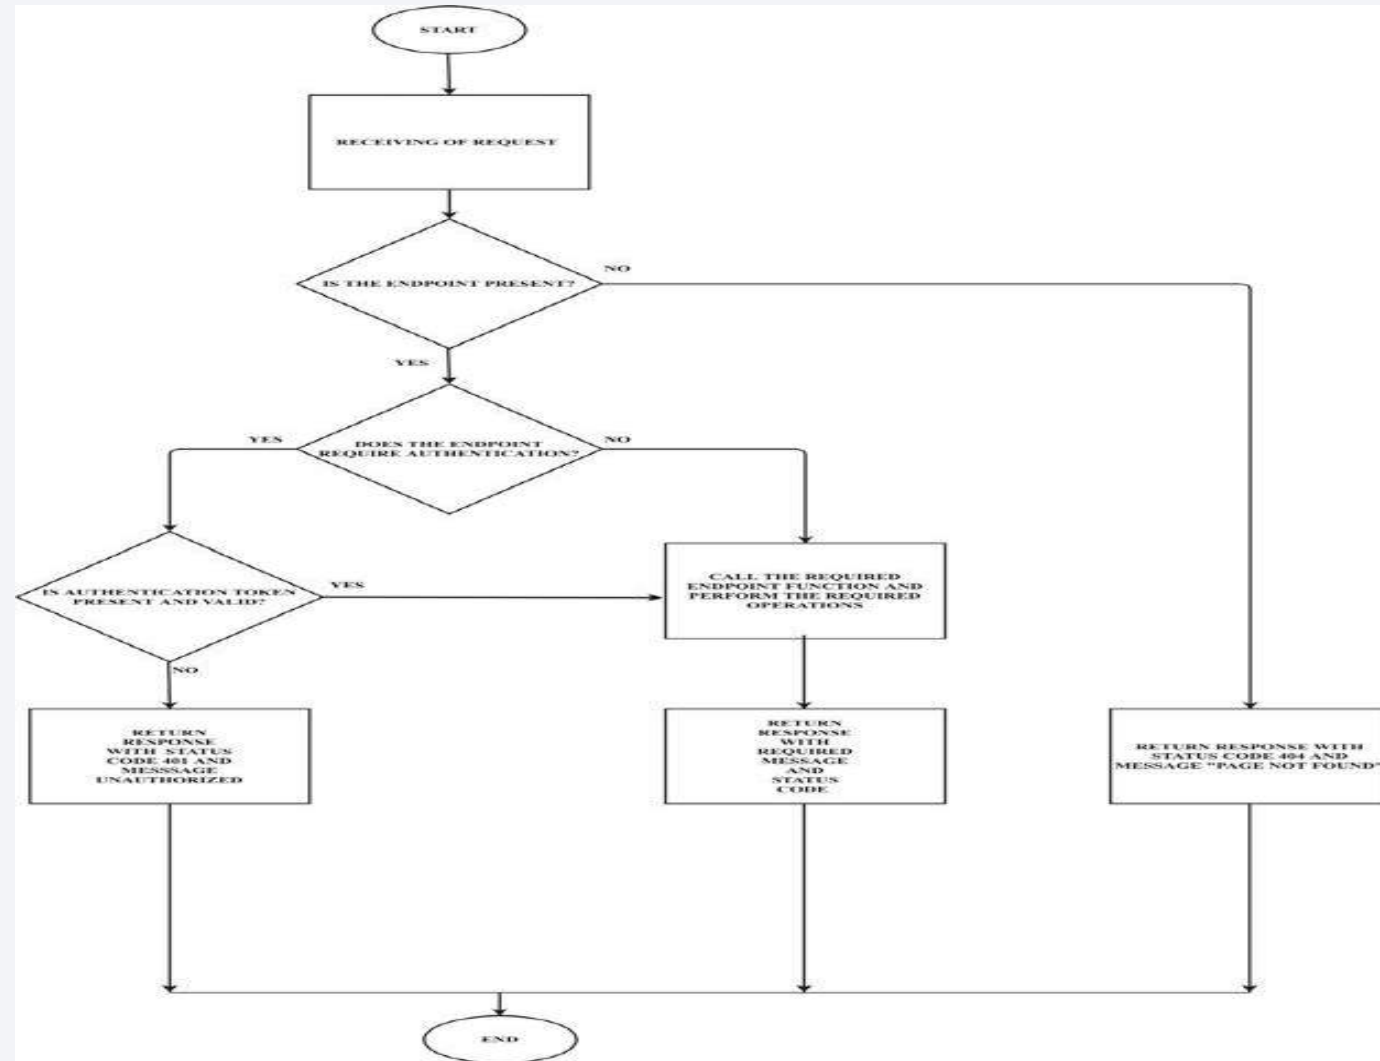 START
RECEIVING OF REQUEST
IS THE ENDPOINT PRESENT?
NO
YES
YES
DOES THE ENDPOINT
REQUIRE AUTHENTICATION?
NO
IS AUTHENTICATION TOKEN
PRESENT AND VALID?
YES
CALL THE REQUIRED
ENDPOINT FUNCTION AND
PERFORM THE REQUIRED
OPERATIONS
NO
RETURN
RESPONSE
WITH STATUS
CODE 401 AND
MESSSAGE
UNAUTHORIZED
RETURN
RESPONSE
WITH
REQUIRED
MESSAGE
AND
STATUS
CODE
RETURN RESPONSE WITH
STATUS CODE 404 AND
MESSAGE "PAGE NOT FOUND"
END